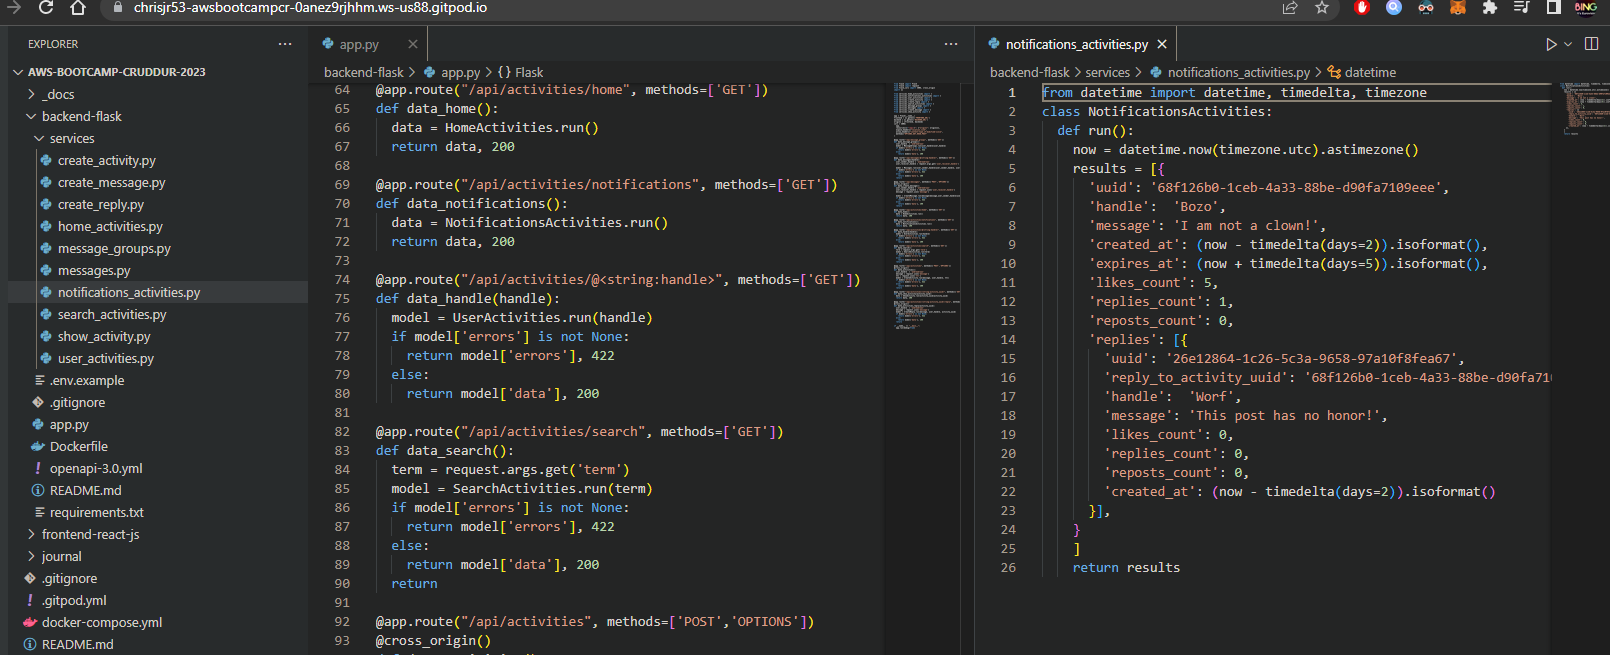 chrisjr53-awsbootcampcr-0anez9rjhhm.ws-us88.gitpod.io
BING
EXPLORER
AWS-BOOTCAMP-CRUDDUR-2023
_docs
backend-flask
services
create_activity.py
create_message.py
create_reply.py
home_activities.py
message_groups.py
messages.py
notifications_activities.py
search_activities.py
show_activity.py
user_activities.py
.env.example
.gitignore
app.py
Dockerfile
openapi-3.0.yml
README.md
requirements.txt
frontend-react-js
journal
.gitignore
.gitpod.yml
docker-compose.yml
README.md
app.py
backend-flask > app.py > {} Flask
64 @app.route("/api/activities/home", methods=['GET'])
65 def data_home():
66 data = HomeActivities.run()
67 return data, 200
68
69 @app.route("/api/activities/notifications", methods=['GET'])
70 def data_notifications():
71 data = NotificationsActivities.run()
72 return data, 200
73
74 @app.route("/api/activities/@<string:handle>", methods=['GET'])
75 def data_handle(handle):
76 model = UserActivities.run(handle)
77 if model['errors'] is not None:
78 return model['errors'], 422
79 else:
80 return model['data'], 200
81
82 @app.route("/api/activities/search", methods=['GET'])
83 def data_search():
84 term = request.args.get('term')
85 model = SearchActivities.run(term)
86 if model['errors'] is not None:
87 return model['errors'], 422
88 else:
89 return model['data'], 200
90 return
91
92 @app.route("/api/activities", methods=['POST','OPTIONS'])
93 @cross_origin()
notifications_activities.py
backend-flask > services > notifications_activities.py > datetime
1 from datetime import datetime, timedelta, timezone
2 class NotificationsActivities:
3 def run():
4 now = datetime.now(timezone.utc).astimezone()
5 results = [{
6 'uuid': '68f126b0-1ceb-4a33-88be-d90fa7109eee',
7 'handle': 'Bozo',
8 'message': 'I am not a clown!',
9 'created_at': (now - timedelta(days=2)).isoformat(),
10 'expires_at': (now + timedelta(days=5)).isoformat(),
11 'likes_count': 5,
12 'replies_count': 1,
13 'reposts_count': 0,
14 'replies': [{
15 'uuid': '26e12864-1c26-5c3a-9658-97a10f8fea67',
16 'reply_to_activity_uuid': '68f126b0-1ceb-4a33-88be-d90fa71
17 'handle': 'Worf',
18 'message': 'This post has no honor!',
19 'likes_count': 0,
20 'replies_count': 0,
21 'reposts_count': 0,
22 'created_at': (now - timedelta(days=2)).isoformat()
23 }],
24 }
25 ]
26 return results